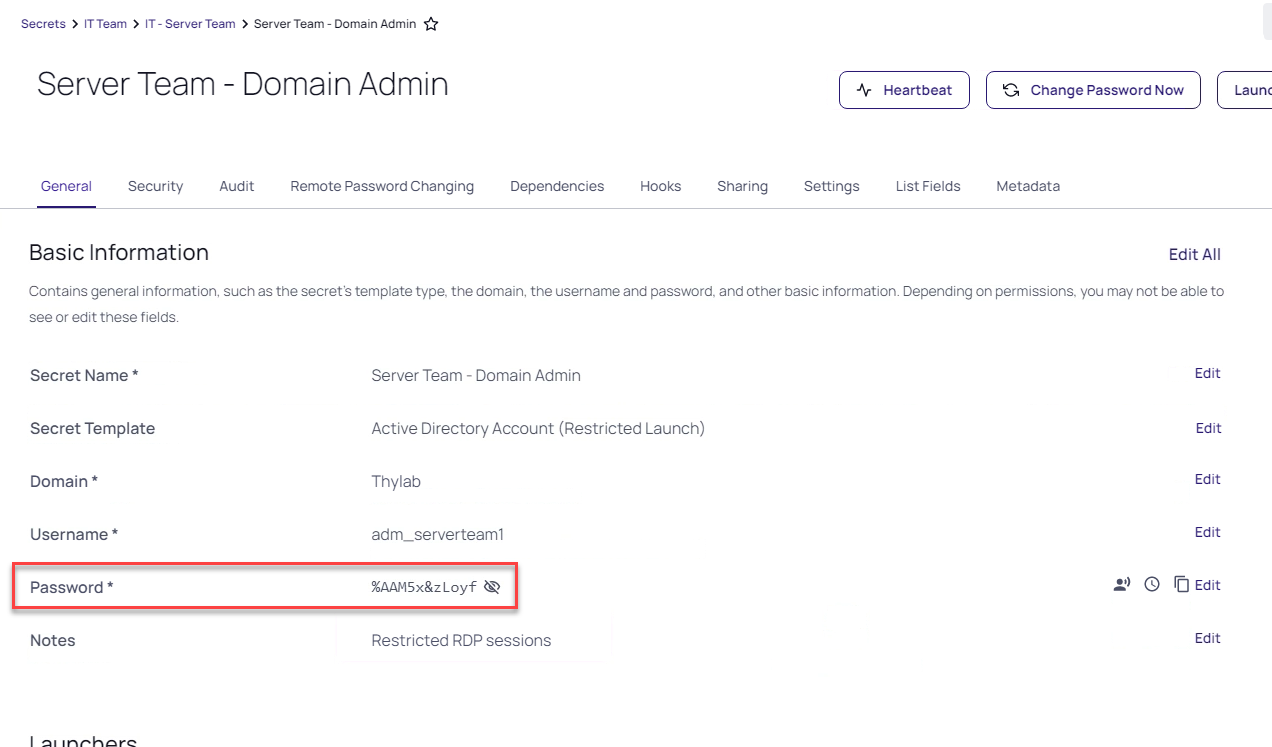 Secrets > IT Team > IT - Server Team > Server Team - Domain Admin
Server Team - Domain Admin
Heartbeat Change Password Now Launc
General Security Audit Remote Password Changing Dependencies Hooks Sharing Settings List Fields Metadata
Basic Information Edit All
Contains general information, such as the secret's template type, the domain, the username and password, and other basic information. Depending on permissions, you may not be able to
see or edit these fields.
Secret Name * Server Team - Domain Admin Edit
Secret Template Active Directory Account (Restricted Launch) Edit
Domain * Thylab Edit
Username * adm_serverteam1 Edit
Password * %AAM5x&zLoyf Edit
Notes Restricted RDP sessions Edit
Launchers